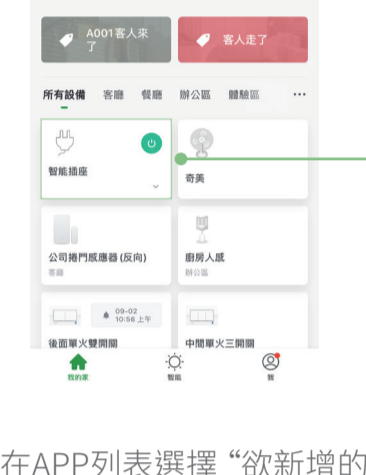 A001客人來
了
客人走了
所有設備 客廳 餐廳 辦公區 體驗區 ...
智能插座
奇美
公司捲門感應器 (反向)
客廳
廚房人感
辦公區
09-02
10:56 上午
後面單火雙開關
中間單火三開關
我的家
智能
我
在APP列表選擇 “欲新增的